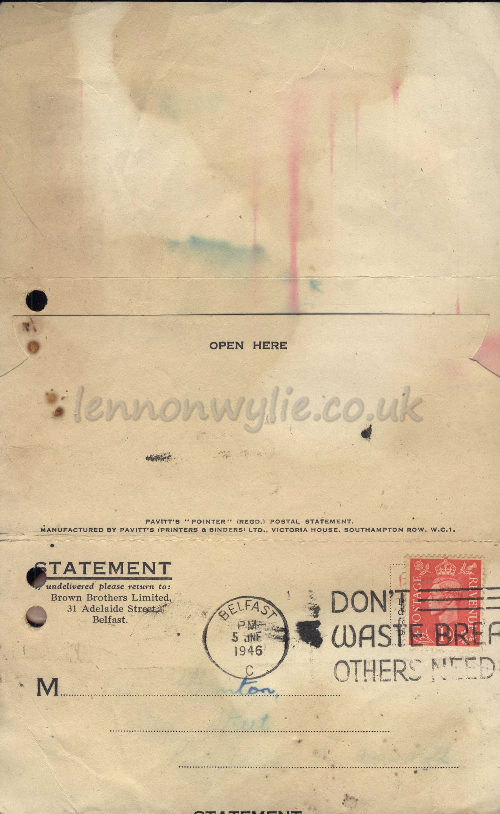 OPEN HERE
lennonwylie.co.uk
PAVITT'S "POINTER" (REGD.) POSTAL STATEMENT.
MANUFACTURED BY PAVITT'S (PRINTERS & BINDERS) LTD., VICTORIA HOUSE, SOUTHAMPTON ROW, W.C.1.
STATEMENT
If undelivered please return to:
Brown Brothers Limited,
31 Adelaide Street,
Belfast.
BELFAST
PM
5 JNE
1946
C
DON'T
WASTE BREA
OTHERS NEED
POSTAGE
REVENUE
M
STATEMENT